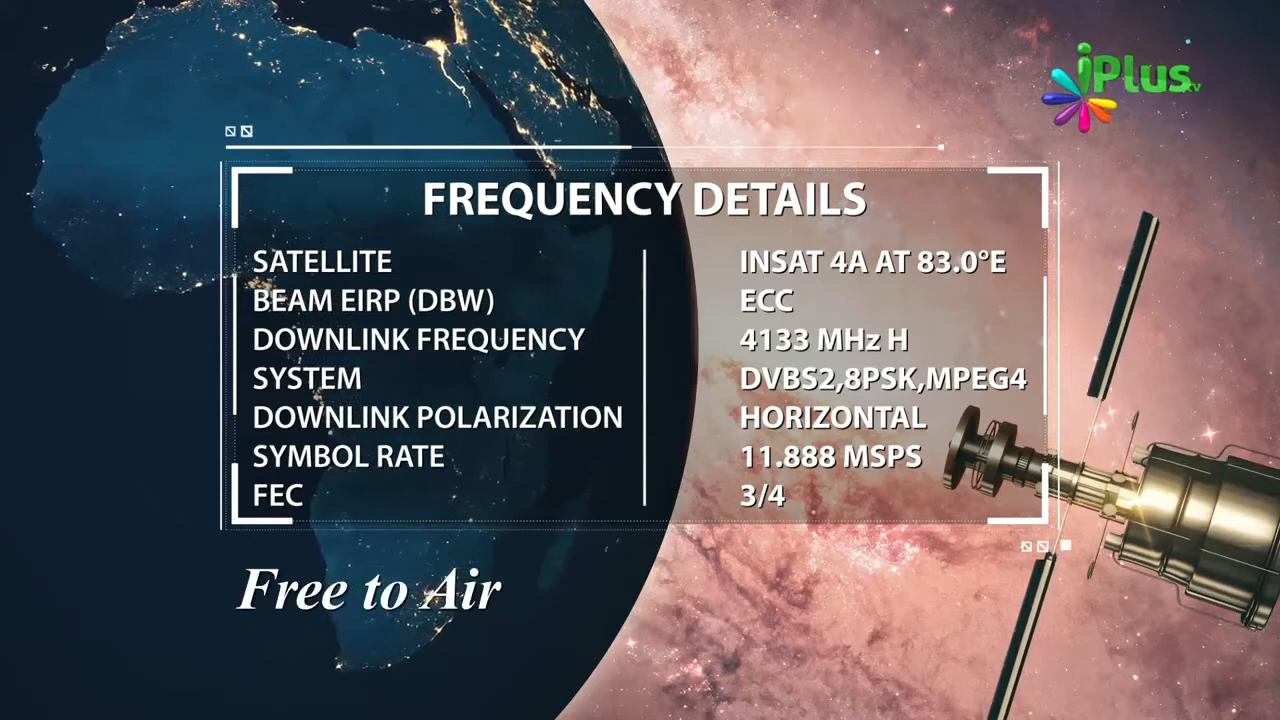 iPlus TV
FREQUENCY DETAILS
SATELLITE INSAT 4A AT 83.0°E
BEAM EIRP (DBW) ECC
DOWNLINK FREQUENCY 4133 MHz H
SYSTEM DVBS2,8PSK,MPEG4
DOWNLINK POLARIZATION HORIZONTAL
SYMBOL RATE 11.888 MSPS
FEC 3/4
Free to Air